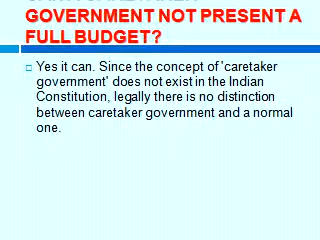 GOVERNMENT NOT PRESENT A
FULL BUDGET?
Yes it can. Since the concept of 'caretaker
government' does not exist in the Indian
Constitution, legally there is no distinction
between caretaker government and a normal
one.